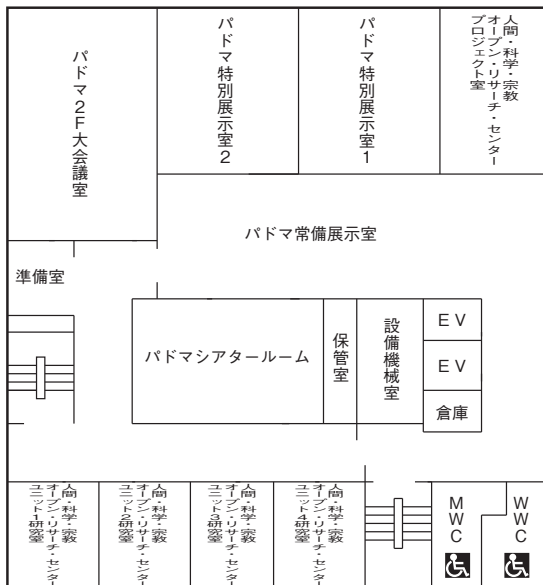 パドマ2F大会議室
パドマ特別展示室2
パドマ特別展示室1
人間・科学・宗教
オープン・リサーチ・センター
プロジェクト室
パドマ常備展示室
準備室
パドマシアタールーム
保管室
設備機械室
EV
EV
倉庫
人間・科学・宗教
オープン・リサーチ・センター
ユニット1研究室
人間・科学・宗教
オープン・リサーチ・センター
ユニット2研究室
人間・科学・宗教
オープン・リサーチ・センター
ユニット3研究室
人間・科学・宗教
オープン・リサーチ・センター
ユニット4研究室
MWC
WWC